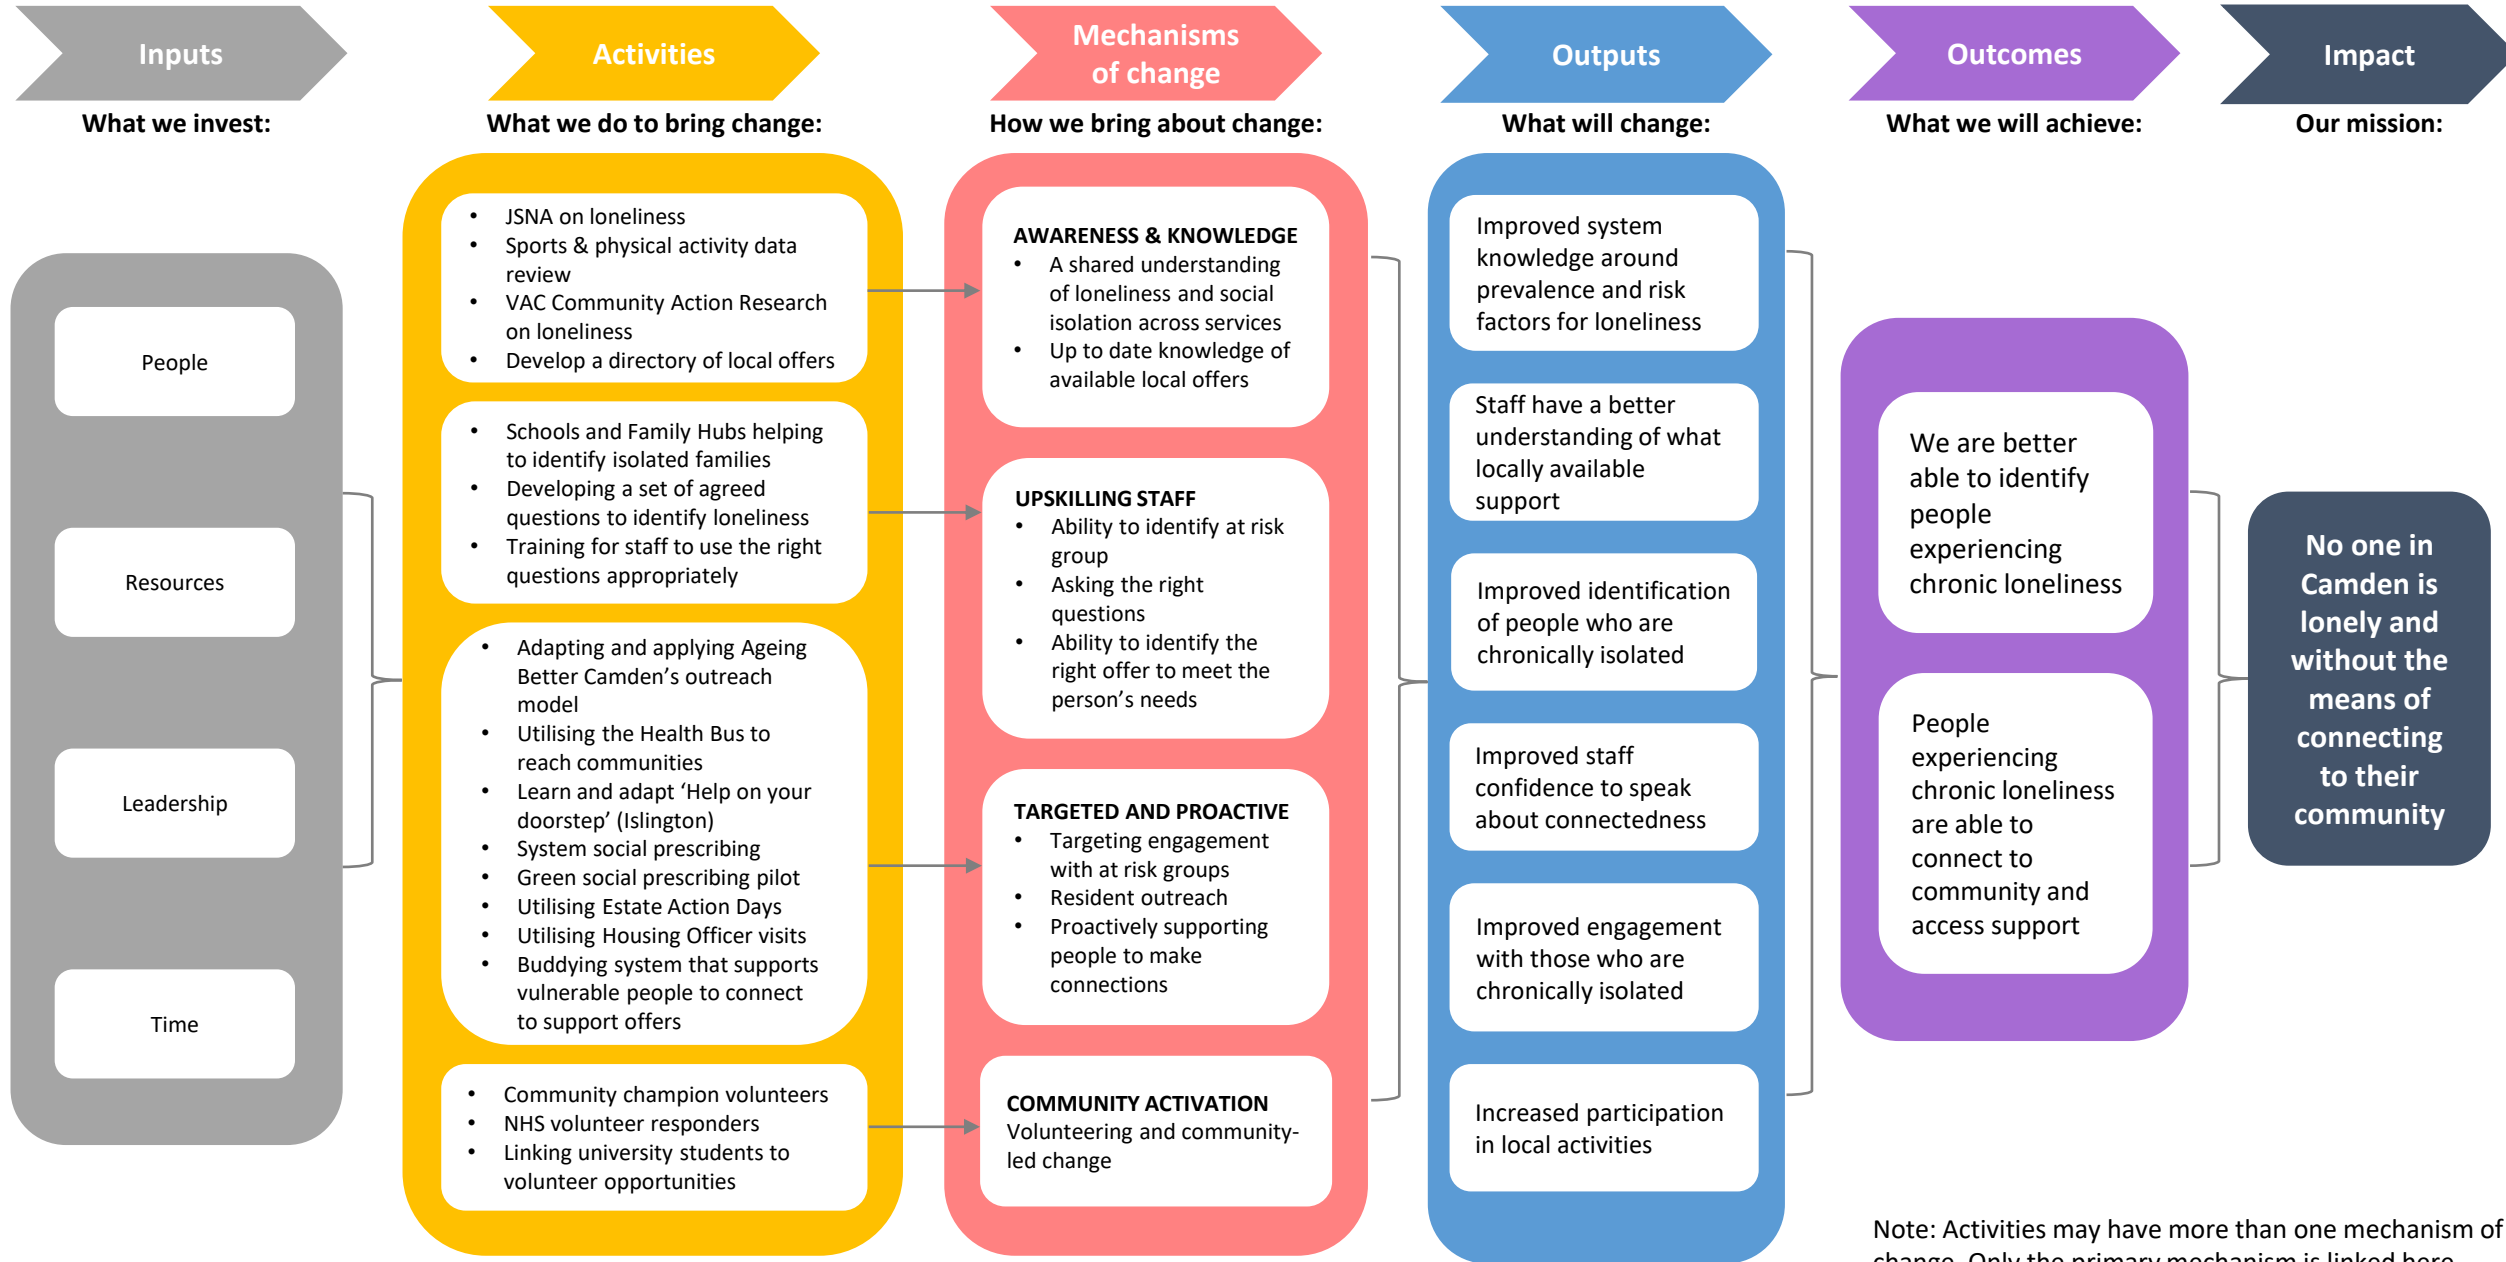 Inputs
Activities
Mechanisms
of change
Outputs
Outcomes
Impact
What we invest:
What we do to bring change:
How we bring about change:
What will change:
What we will achieve:
Our mission:
People
Resources
Leadership
Time
• JSNA on loneliness
• Sports & physical activity data
review
• VAC Community Action Research
on loneliness
• Develop a directory of local offers
• Schools and Family Hubs helping
to identify isolated families
• Developing a set of agreed
questions to identify loneliness
• Training for staff to use the right
questions appropriately
• Adapting and applying Ageing
Better Camden’s outreach
model
• Utilising the Health Bus to
reach communities
• Learn and adapt ‘Help on your
doorstep’ (Islington)
• System social prescribing
• Green social prescribing pilot
• Utilising Estate Action Days
• Utilising Housing Officer visits
• Buddying system that supports
vulnerable people to connect
to support offers
• Community champion volunteers
• NHS volunteer responders
• Linking university students to
volunteer opportunities
AWARENESS & KNOWLEDGE
• A shared understanding
of loneliness and social
isolation across services
• Up to date knowledge of
available local offers
UPSKILLING STAFF
• Ability to identify at risk
group
• Asking the right
questions
• Ability to identify the
right offer to meet the
person’s needs
TARGETED AND PROACTIVE
• Targeting engagement
with at risk groups
• Resident outreach
• Proactively supporting
people to make
connections
COMMUNITY ACTIVATION
Volunteering and community-
led change
Improved system
knowledge around
prevalence and risk
factors for loneliness
Staff have a better
understanding of what
locally available
support
Improved identification
of people who are
chronically isolated
Improved staff
confidence to speak
about connectedness
Improved engagement
with those who are
chronically isolated
Increased participation
in local activities
We are better
able to identify
people
experiencing
chronic loneliness
People
experiencing
chronic loneliness
are able to
connect to
community and
access support
No one in
Camden is
lonely and
without the
means of
connecting
to their
community
Note: Activities may have more than one mechanism of
change. Only the primary mechanism is linked here